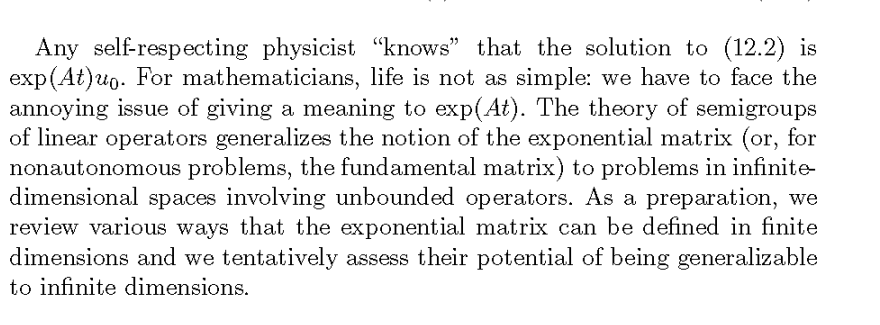 Any self-respecting physicist “knows” that the solution to (12.2) is
exp(At)u₀. For mathematicians, life is not as simple: we have to face the
annoying issue of giving a meaning to exp(At). The theory of semigroups
of linear operators generalizes the notion of the exponential matrix (or, for
nonautonomous problems, the fundamental matrix) to problems in infinite-
dimensional spaces involving unbounded operators. As a preparation, we
review various ways that the exponential matrix can be defined in finite
dimensions and we tentatively assess their potential of being generalizable
to infinite dimensions.